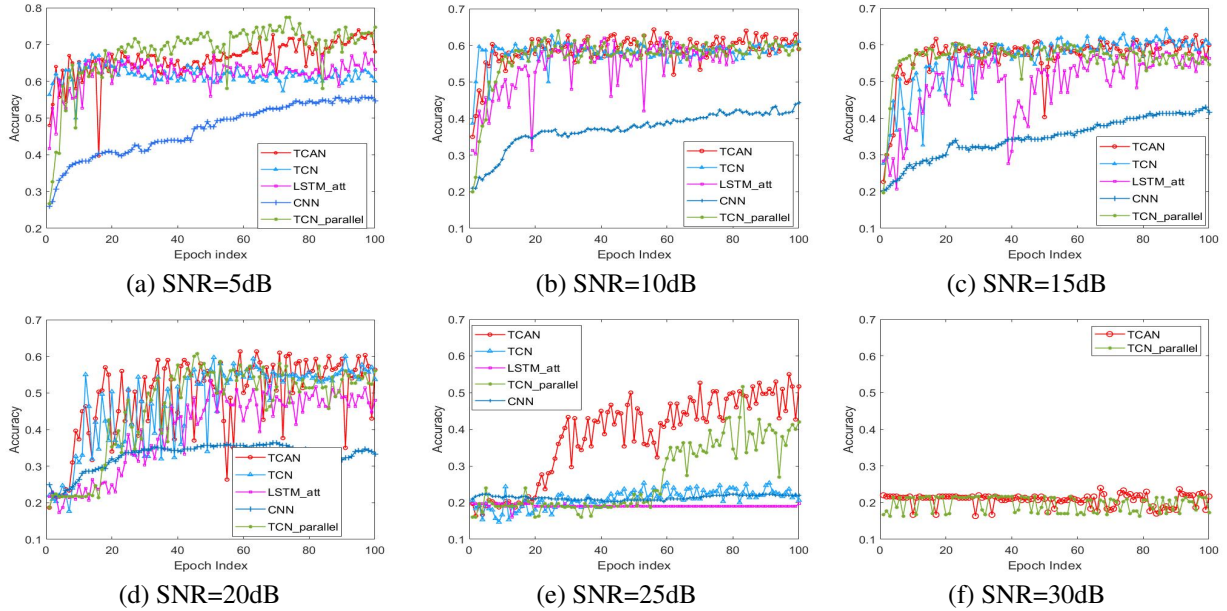 0.8
0.7
0.6
0.5
0.4
0.3
0.2
Accuracy
0 20 40 60 80 100
Epoch index
TCAN
TCN
LSTM_att
CNN
TCN_parallel
(a) SNR=5dB
0.7
0.6
0.5
0.4
0.3
0.2
0.1
Accuracy
0 20 40 60 80 100
Epoch index
TCAN
TCN
LSTM_att
CNN
TCN_parallel
(b) SNR=10dB
0.7
0.6
0.5
0.4
0.3
0.2
0.1
Accuracy
0 20 40 60 80 100
Epoch index
TCAN
TCN
LSTM_att
CNN
TCN_parallel
(c) SNR=15dB
0.7
0.6
0.5
0.4
0.3
0.2
0.1
Accuracy
0 20 40 60 80 100
Epoch Index
TCAN
TCN
LSTM_att
CNN
TCN_parallel
(d) SNR=20dB
0.7
0.6
0.5
0.4
0.3
0.2
0.1
Accuracy
0 20 40 60 80 100
Epoch Index
TCAN
TCN
LSTM_att
TCN_parallel
CNN
(e) SNR=25dB
0.7
0.6
0.5
0.4
0.3
0.2
0.1
Accuracy
0 20 40 60 80 100
Epoch Index
TCAN
TCN_parallel
(f) SNR=30dB